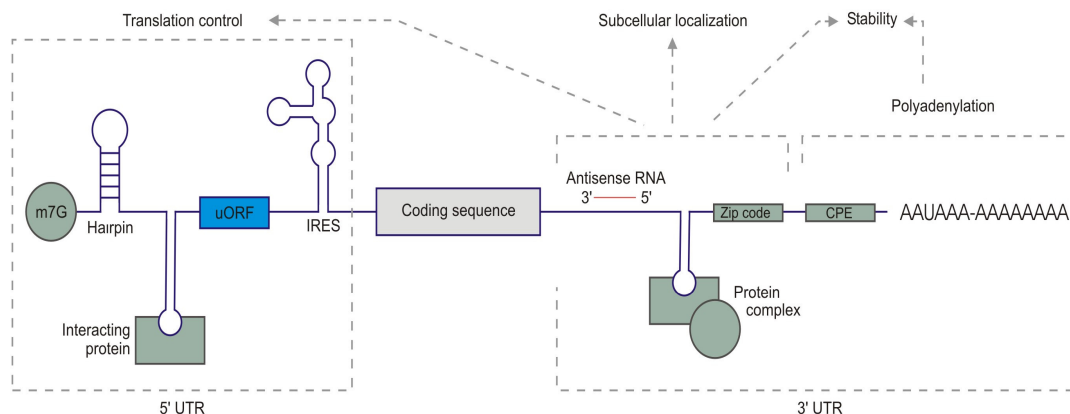 Translation control
Subcellular localization
Stability
Polyadenylation
Antisense RNA
3' 5'
m7G
Hairpin
uORF
IRES
Coding sequence
Zip code
CPE
AAUAAA-AAAAAAAA
Interacting
protein
Protein
complex
5' UTR
3' UTR